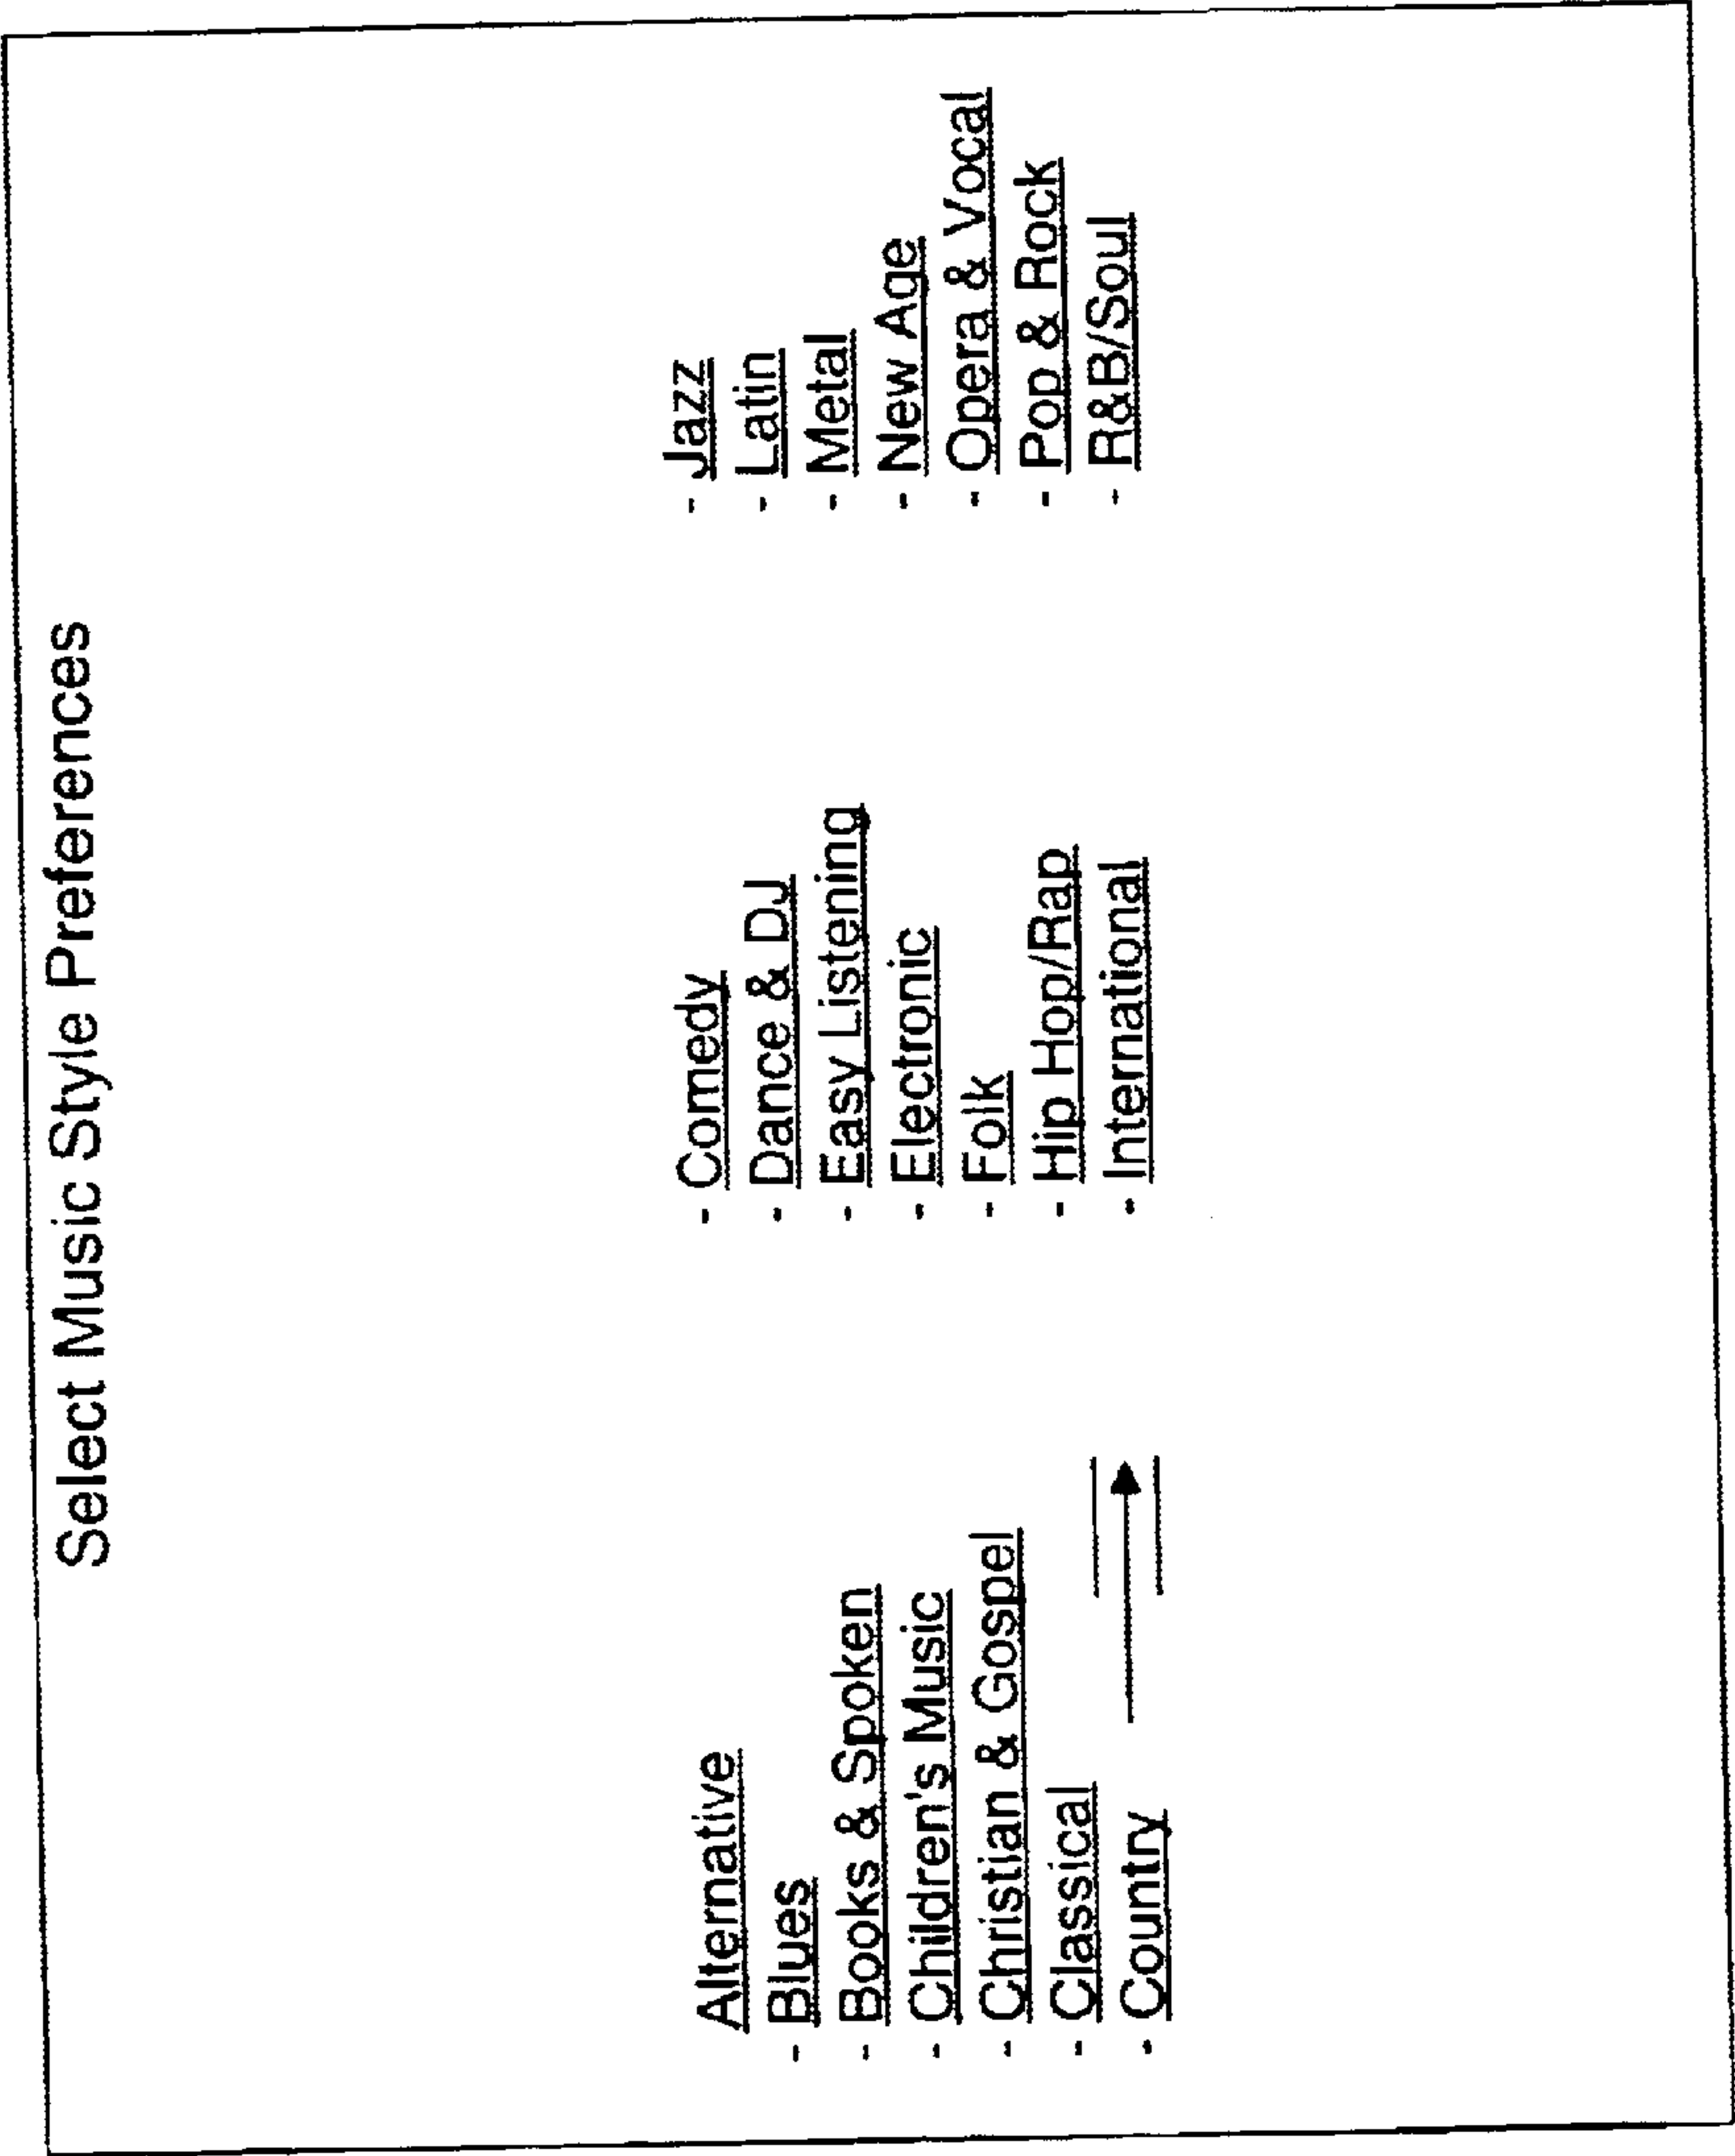 Select Music Style Preferences
Alternative
- Blues
- Books & Spoken
- Children's Music
- Christian & Gospel
- Classical
- Country
- Comedy
- Dance & DJ
- Easy Listening
- Electronic
- Folk
- Hip Hop/Rap
- International
- Jazz
- Latin
- Metal
- New Age
- Opera & Vocal
- Pop & Rock
- R&B/Soul